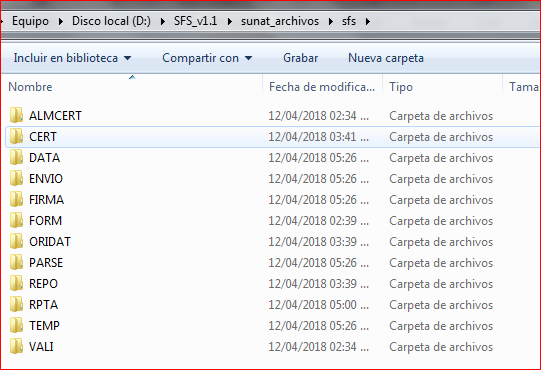 Equipo ▸ Disco local (D:) ▸ SFS_v1.1 ▸ sunat_archivos ▸ sfs ▸
Incluir en biblioteca ▾ Compartir con ▾ Grabar Nueva carpeta
Nombre Fecha de modifica... Tipo Tama
ALMCERT 12/04/2018 02:34 ... Carpeta de archivos
CERT 12/04/2018 03:41 ... Carpeta de archivos
DATA 12/04/2018 05:26 ... Carpeta de archivos
ENVIO 12/04/2018 05:26 ... Carpeta de archivos
FIRMA 12/04/2018 05:26 ... Carpeta de archivos
FORM 12/04/2018 02:39 ... Carpeta de archivos
ORIDAT 12/04/2018 03:39 ... Carpeta de archivos
PARSE 12/04/2018 05:26 ... Carpeta de archivos
REPO 12/04/2018 03:39 ... Carpeta de archivos
RPTA 12/04/2018 05:00 ... Carpeta de archivos
TEMP 12/04/2018 05:26 ... Carpeta de archivos
VALI 12/04/2018 02:34 ... Carpeta de archivos